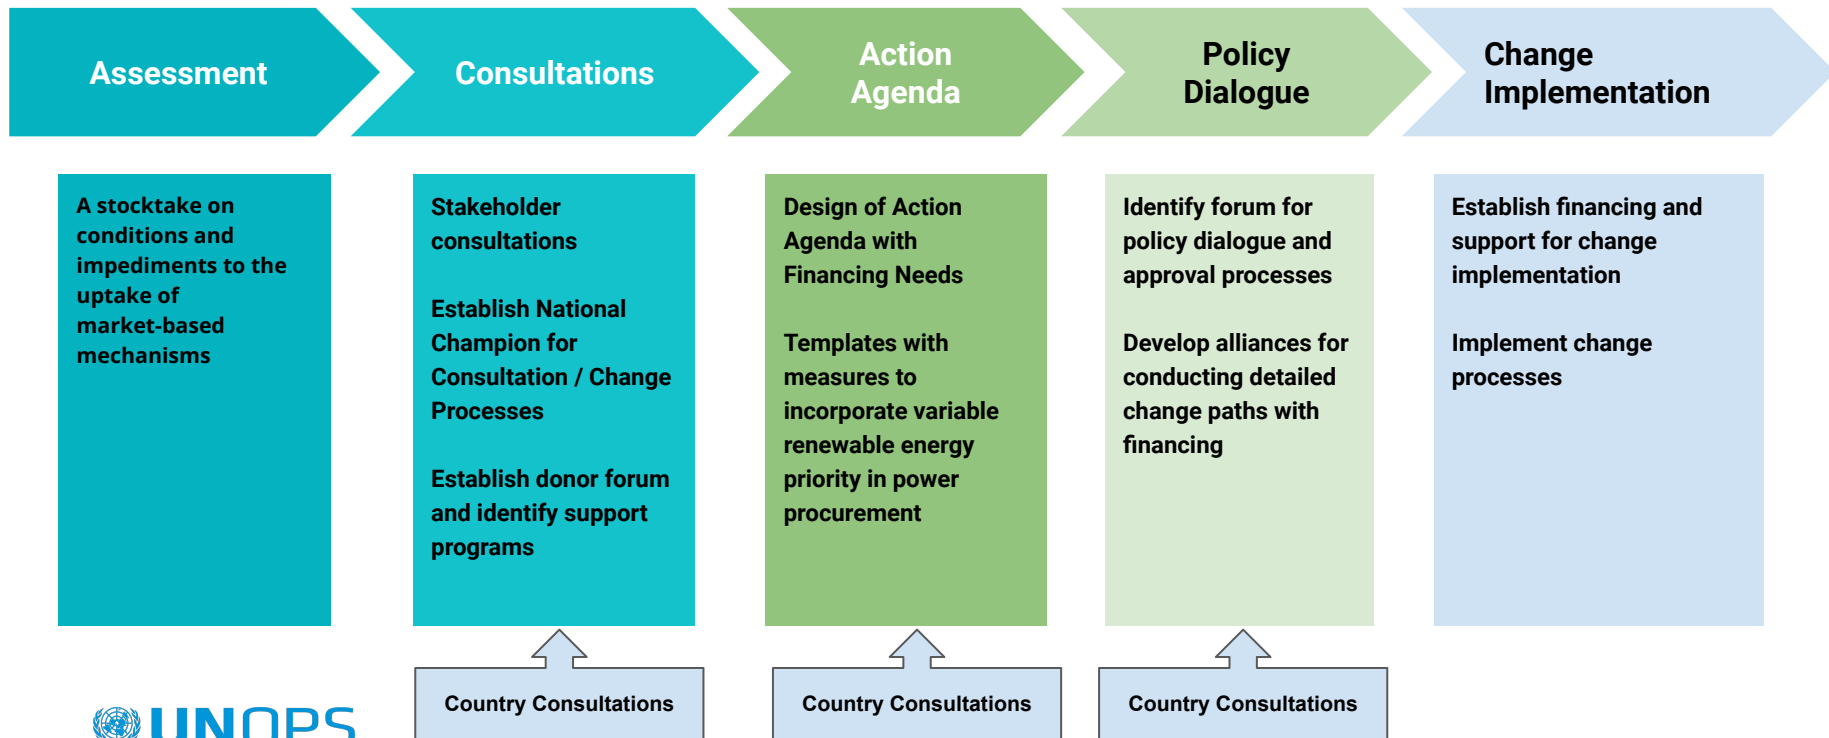 Assessment
Consultations
Action
Agenda
Policy
Dialogue
Change
Implementation
A stocktake on
conditions and
impediments to the
uptake of
market-based
mechanisms
Stakeholder
consultations
Establish National
Champion for
Consultation / Change
Processes
Establish donor forum
and identify support
programs
Design of Action
Agenda with
Financing Needs
Templates with
measures to
incorporate variable
renewable energy
priority in power
procurement
Identify forum for
policy dialogue and
approval processes
Develop alliances for
conducting detailed
change paths with
financing
Establish financing and
support for change
implementation
Implement change
processes
Country Consultations
Country Consultations
Country Consultations
UNOPS